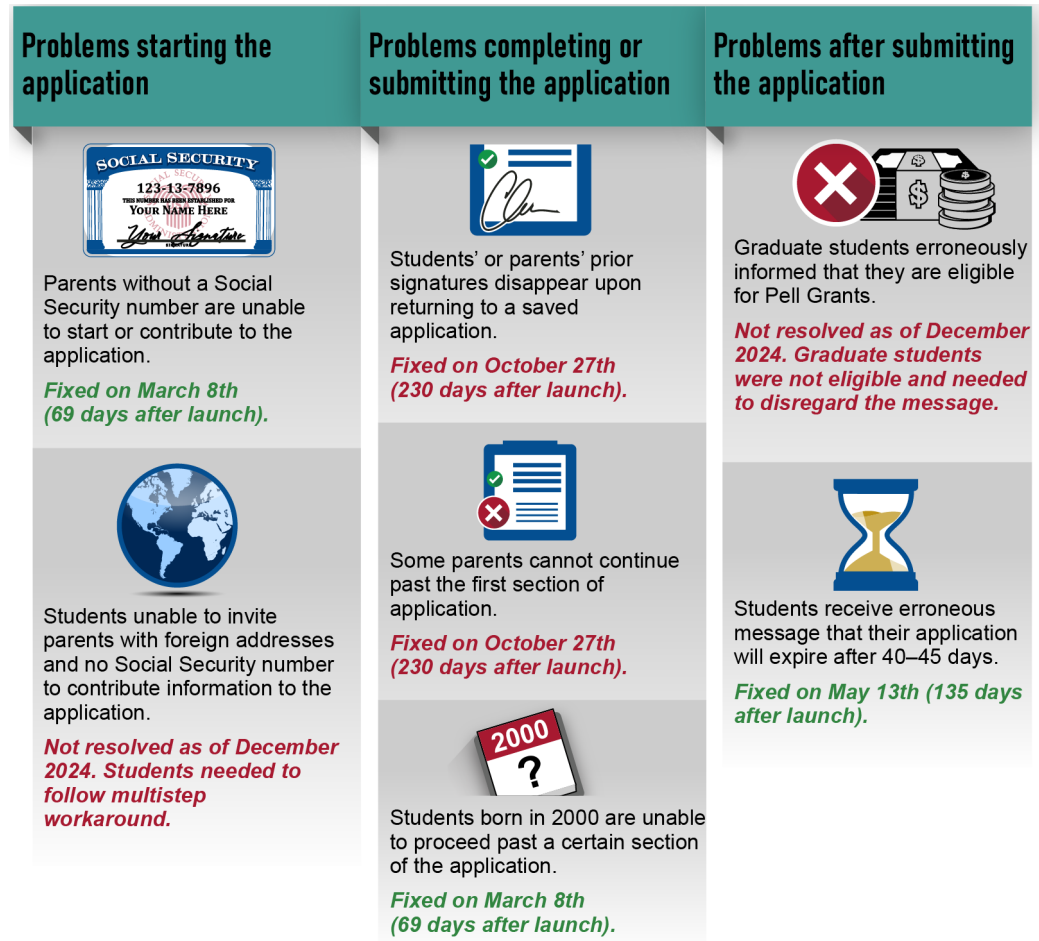 Problems starting the
application
SOCIAL SECURITY
123-13-7896
THIS NUMBER HAS BEEN ESTABLISHED FOR
YOUR NAME HERE
Your Signature
SIGNATURE
Parents without a Social
Security number are unable
to start or contribute to the
application.
Fixed on March 8th
(69 days after launch).
Students unable to invite
parents with foreign addresses
and no Social Security number
to contribute information to the
application.
Not resolved as of December
2024. Students needed to
follow multistep
workaround.
Problems completing or
submitting the application
Students’ or parents’ prior
signatures disappear upon
returning to a saved
application.
Fixed on October 27th
(230 days after launch).
Some parents cannot continue
past the first section of
application.
Fixed on October 27th
(230 days after launch).
2000
?
Students born in 2000 are unable
to proceed past a certain section
of the application.
Fixed on March 8th
(69 days after launch).
Problems after submitting
the application
$
Graduate students erroneously
informed that they are eligible
for Pell Grants.
Not resolved as of December
2024. Graduate students
were not eligible and needed
to disregard the message.
Students receive erroneous
message that their application
will expire after 40–45 days.
Fixed on May 13th (135 days
after launch).